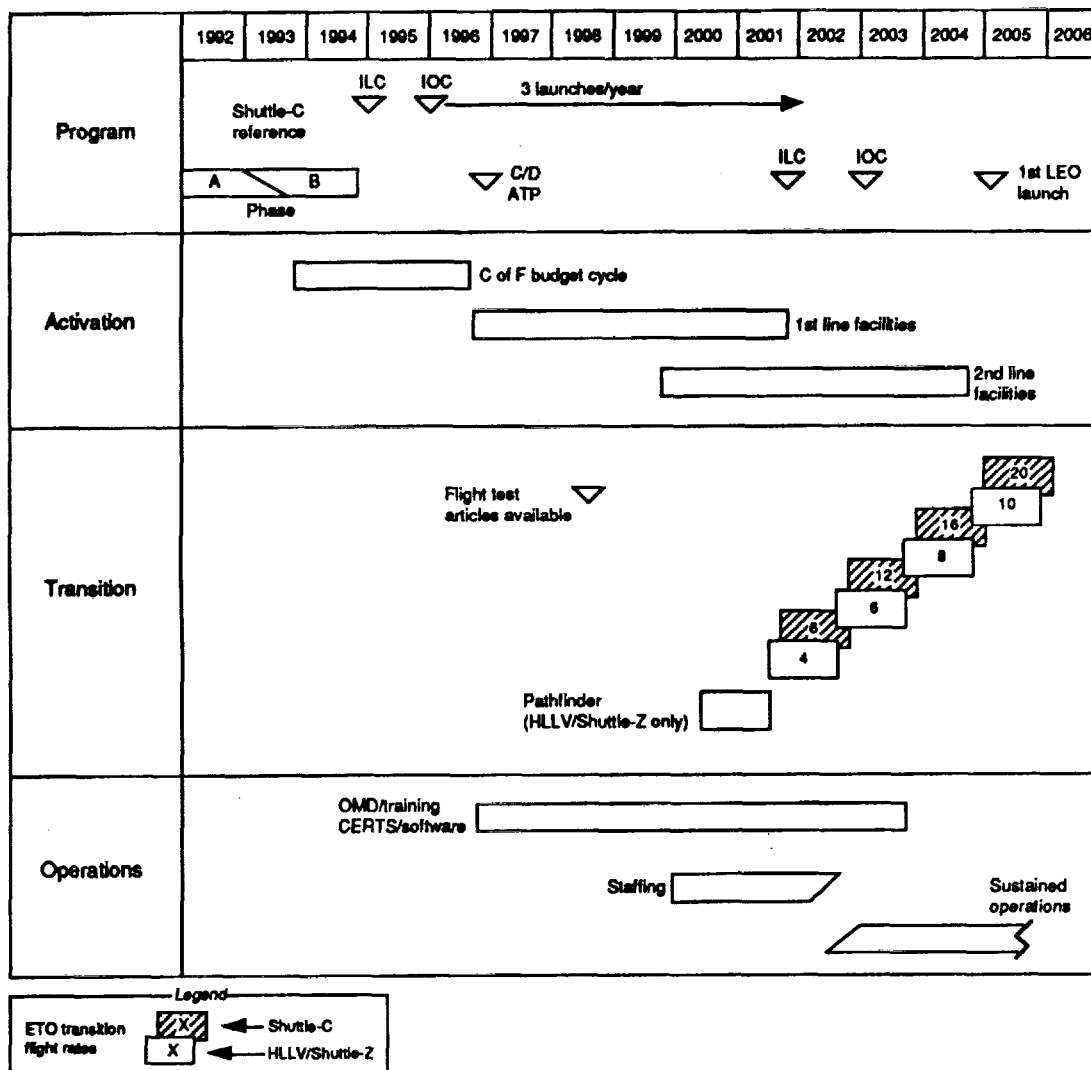 1992 1993 1994 1995 1996 1997 1998 1999 2000 2001 2002 2003 2004 2005 2006
Program
ILC IOC 3 launches/year
Shuttle-C
reference
A B
Phase
C/D
ATP
ILC IOC
1st LEO
launch
Activation
C of F budget cycle
1st line facilities
2nd line
facilities
Transition
Flight test
articles available
20
10
16
8
12
6
6
4
Pathfinder
(HLLV/Shuttle-Z only)
Operations
OMD/training
CERTS/software
Staffing
Sustained
operations
Legend
ETO transition
flight rates
X Shuttle-C
X HLLV/Shuttle-Z